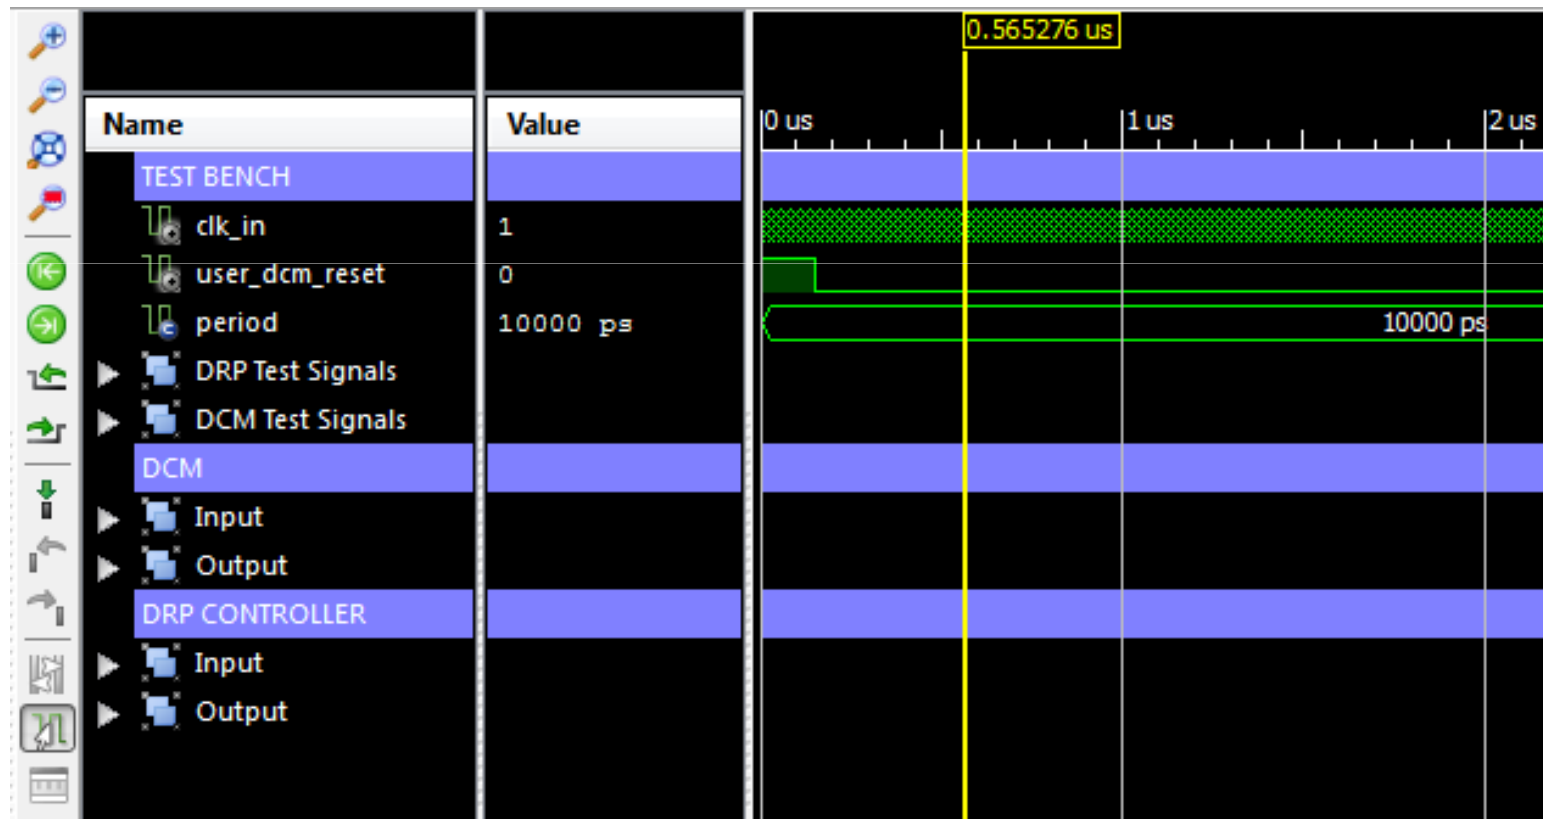 0.565276 us
Name Value 0 us 1 us 2 us
TEST BENCH
clk_in 1
user_dcm_reset 0
period 10000 ps 10000 ps
DRP Test Signals
DCM Test Signals
DCM
Input
Output
DRP CONTROLLER
Input
Output